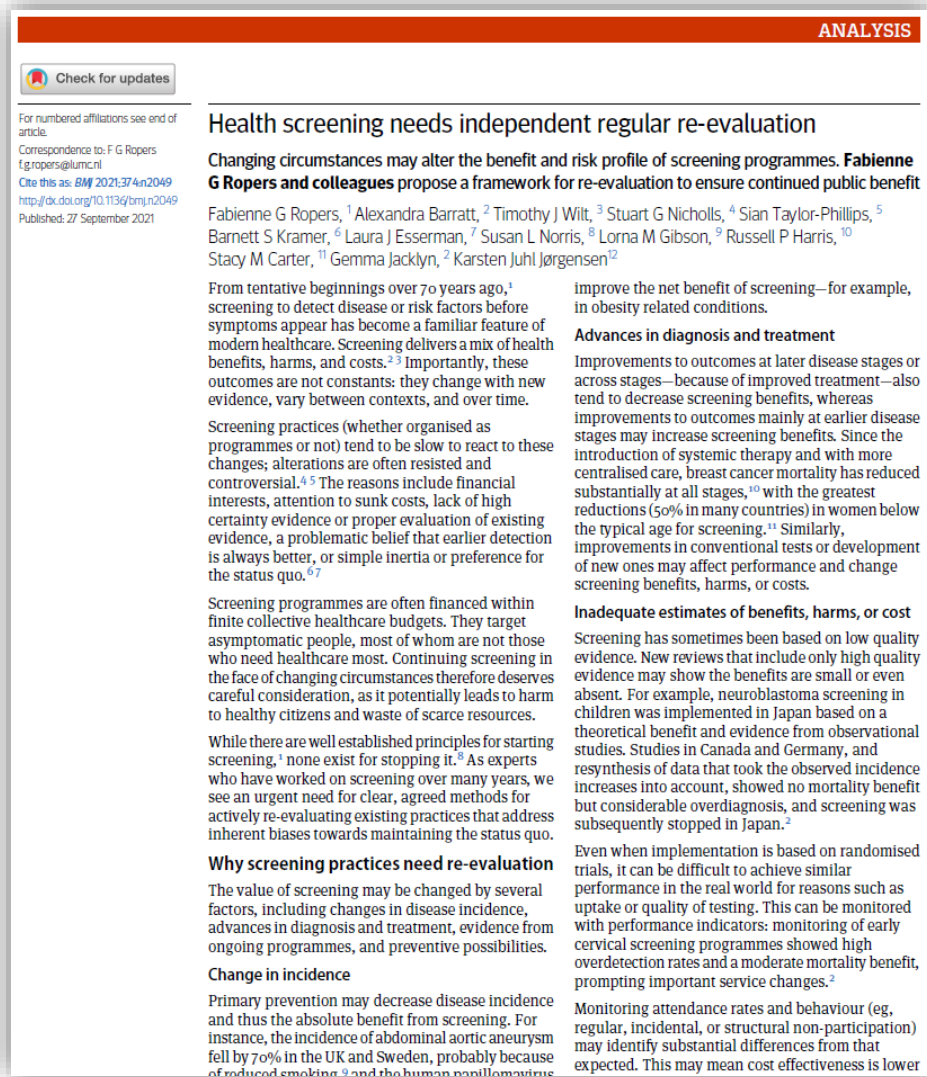 ANALYSIS
Check for updates
For numbered affiliations see end of
article.
Correspondence to: F G Ropers
f.g.ropers@lumc.nl
Cite this as: BMJ 2021;374:n2049
http://dx.doi.org/10.1136/bmj.n2049
Published: 27 September 2021
Health screening needs independent regular re-evaluation
Changing circumstances may alter the benefit and risk profile of screening programmes. Fabienne
G Ropers and colleagues propose a framework for re-evaluation to ensure continued public benefit
Fabienne G Ropers, 1 Alexandra Barratt, 2 Timothy J Wilt, 3 Stuart G Nicholls, 4 Sian Taylor-Phillips, 5
Barnett S Kramer, 6 Laura J Esserman, 7 Susan L Norris, 8 Lorna M Gibson, 9 Russell P Harris, 10
Stacy M Carter, 11 Gemma Jacklyn, 2 Karsten Juhl Jørgensen12
From tentative beginnings over 70 years ago,1
screening to detect disease or risk factors before
symptoms appear has become a familiar feature of
modern healthcare. Screening delivers a mix of health
benefits, harms, and costs.2 3 Importantly, these
outcomes are not constants: they change with new
evidence, vary between contexts, and over time.
Screening practices (whether organised as
programmes or not) tend to be slow to react to these
changes; alterations are often resisted and
controversial.4 5 The reasons include financial
interests, attention to sunk costs, lack of high
certainty evidence or proper evaluation of existing
evidence, a problematic belief that earlier detection
is always better, or simple inertia or preference for
the status quo.6 7
Screening programmes are often financed within
finite collective healthcare budgets. They target
asymptomatic people, most of whom are not those
who need healthcare most. Continuing screening in
the face of changing circumstances therefore deserves
careful consideration, as it potentially leads to harm
to healthy citizens and waste of scarce resources.
While there are well established principles for starting
screening,1 none exist for stopping it.8 As experts
who have worked on screening over many years, we
see an urgent need for clear, agreed methods for
actively re-evaluating existing practices that address
inherent biases towards maintaining the status quo.
Why screening practices need re-evaluation
The value of screening may be changed by several
factors, including changes in disease incidence,
advances in diagnosis and treatment, evidence from
ongoing programmes, and preventive possibilities.
Change in incidence
Primary prevention may decrease disease incidence
and thus the absolute benefit from screening. For
instance, the incidence of abdominal aortic aneurysm
fell by 70% in the UK and Sweden, probably because
of reduced smoking,9 and the human papillomavirus
improve the net benefit of screening—for example,
in obesity related conditions.
Advances in diagnosis and treatment
Improvements to outcomes at later disease stages or
across stages—because of improved treatment—also
tend to decrease screening benefits, whereas
improvements to outcomes mainly at earlier disease
stages may increase screening benefits. Since the
introduction of systemic therapy and with more
centralised care, breast cancer mortality has reduced
substantially at all stages,10 with the greatest
reductions (50% in many countries) in women below
the typical age for screening.11 Similarly,
improvements in conventional tests or development
of new ones may affect performance and change
screening benefits, harms, or costs.
Inadequate estimates of benefits, harms, or cost
Screening has sometimes been based on low quality
evidence. New reviews that include only high quality
evidence may show the benefits are small or even
absent. For example, neuroblastoma screening in
children was implemented in Japan based on a
theoretical benefit and evidence from observational
studies. Studies in Canada and Germany, and
resynthesis of data that took the observed incidence
increases into account, showed no mortality benefit
but considerable overdiagnosis, and screening was
subsequently stopped in Japan.2
Even when implementation is based on randomised
trials, it can be difficult to achieve similar
performance in the real world for reasons such as
uptake or quality of testing. This can be monitored
with performance indicators: monitoring of early
cervical screening programmes showed high
overdetection rates and a moderate mortality benefit,
prompting important service changes.2
Monitoring attendance rates and behaviour (eg,
regular, incidental, or structural non-participation)
may identify substantial differences from that
expected. This may mean cost effectiveness is lower